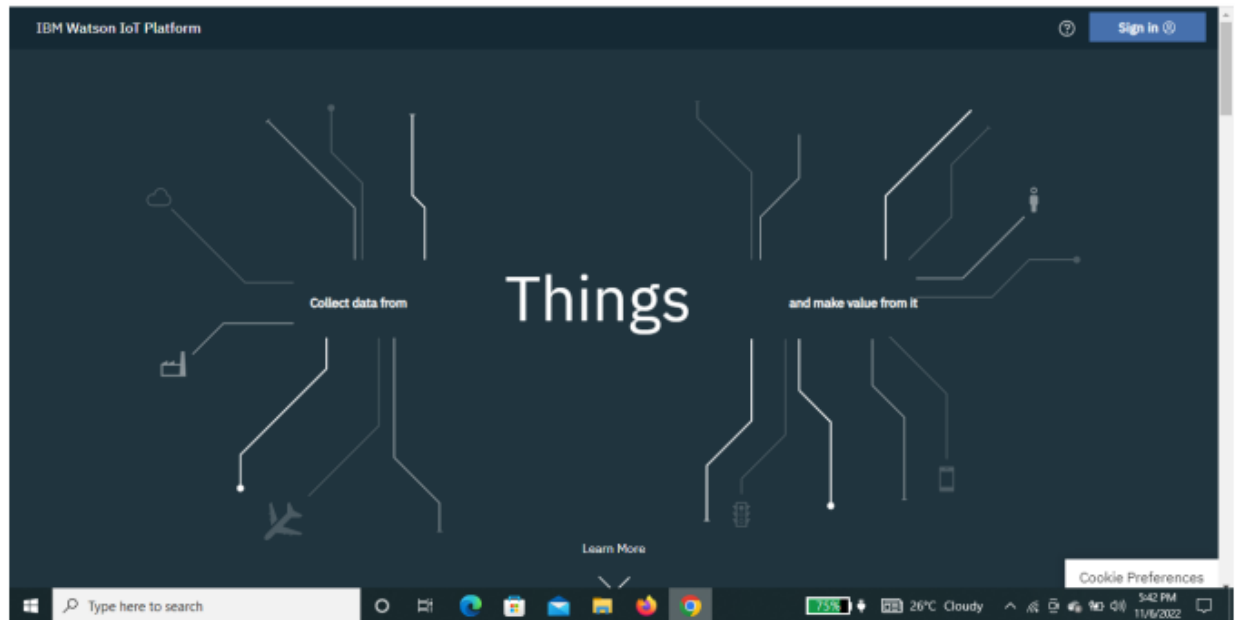 IBM Watson IoT Platform
Sign in
Collect data from
Things
and make value from it
Learn More
Cookie Preferences
Type here to search
75%
26°C Cloudy
5:42 PM
11/6/2022